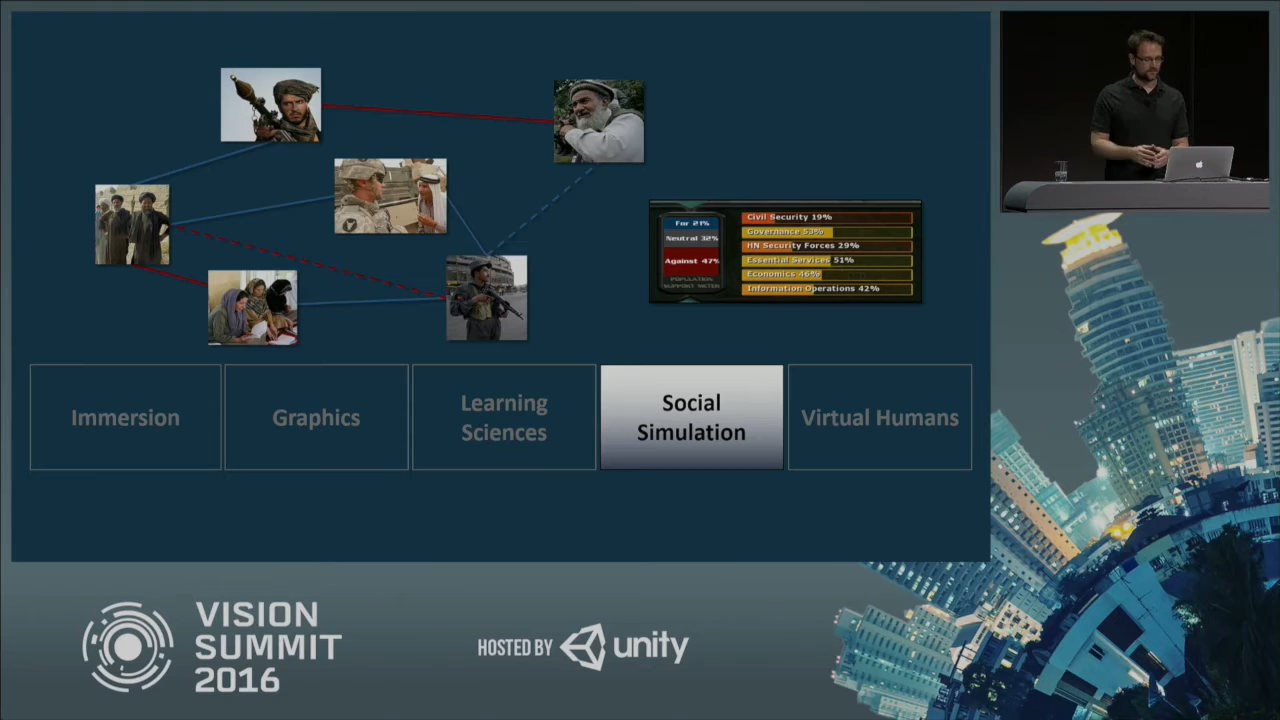 For 21%
Neutral 32%
Against 47%
POPULATION
SUPPORT METER
Civil Security 19%
Governance 53%
HN Security Forces 29%
Essential Services 51%
Economics 46%
Information Operations 42%
Immersion
Graphics
Learning
Sciences
Social
Simulation
Virtual Humans
VISION
SUMMIT
2016
HOSTED BY unity